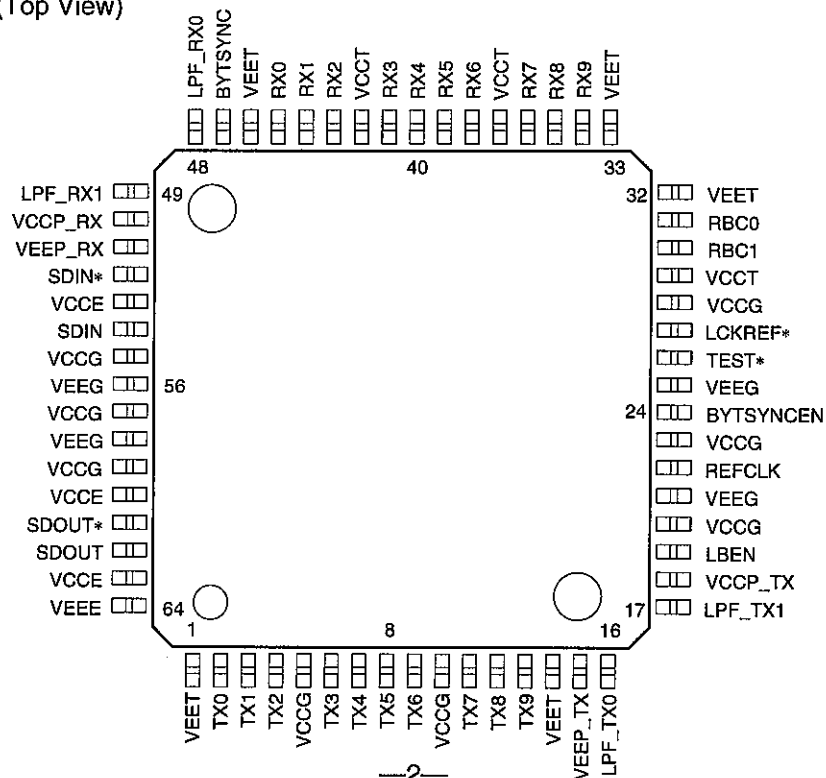 (Top View)
LPF_RX0
BYTSYNC
VEET
RX0
RX1
RX2
VCCT
RX3
RX4
RX5
RX6
VCCT
RX7
RX8
RX9
VEET
48 40 33
LPF_RX1 49 32 VEET
VCCP_RX RBC0
VEEP_RX RBC1
SDIN* VCCT
VCCE VCCG
SDIN LCKREF*
VCCG TEST*
VEEG 56 VEEG
VCCG 24 BYTSYNCEN
VEEG VCCG
VCCG REFCLK
VCCE VEEG
SDOUT* VCCG
SDOUT LBEN
VCCE VCCP_TX
VEEE 64 17 LPF_TX1
1 8 16
VEET
TX0
TX1
TX2
VCCG
TX3
TX4
TX5
TX6
VCCG
TX7
TX8
TX9
VEET
VEEP_TX
LPF_TX0
—2—